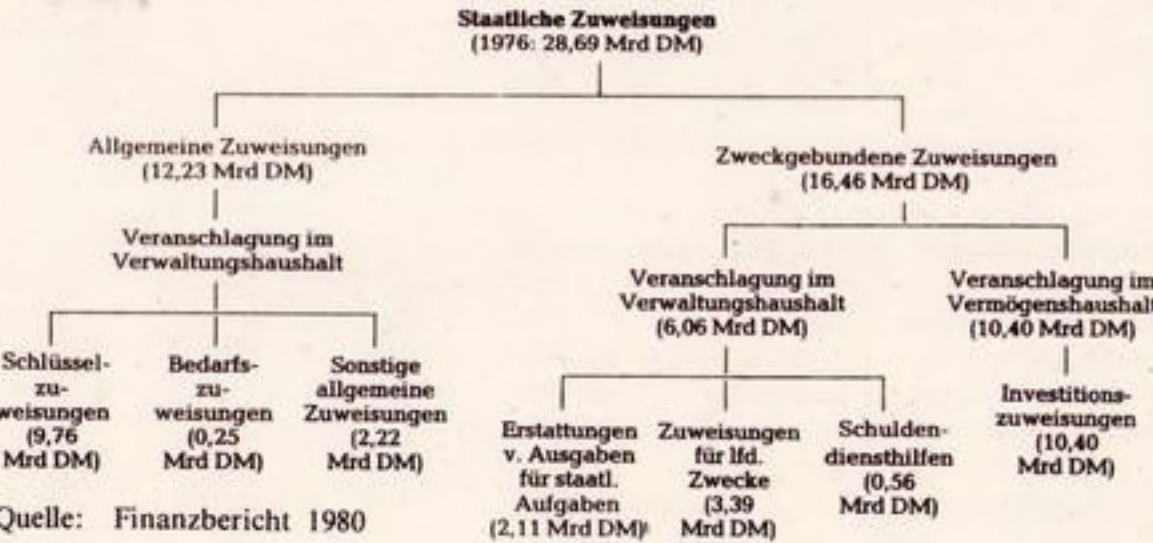 Staatliche Zuweisungen
(1976: 28,69 Mrd DM)
Allgemeine Zuweisungen
(12,23 Mrd DM)
Veranschlagung im
Verwaltungshaushalt
Schlüssel-
zu-
weisungen
(9,76
Mrd DM)
Bedarfs-
zu-
weisungen
(0,25
Mrd DM)
Sonstige
allgemeine
Zuweisungen
(2,22
Mrd DM)
Zweckgebundene Zuweisungen
(16,46 Mrd DM)
Veranschlagung im
Verwaltungshaushalt
(6,06 Mrd DM)
Erstattungen
v. Ausgaben
für staatl.
Aufgaben
(2,11 Mrd DM)
Zuweisungen
für lfd.
Zwecke
(3,39
Mrd DM)
Schulden-
diensthilfen
(0,56
Mrd DM)
Veranschlagung im
Vermögenshaushalt
(10,40 Mrd DM)
Investitions-
zuweisungen
(10,40
Mrd DM)
Quelle: Finanzbericht 1980